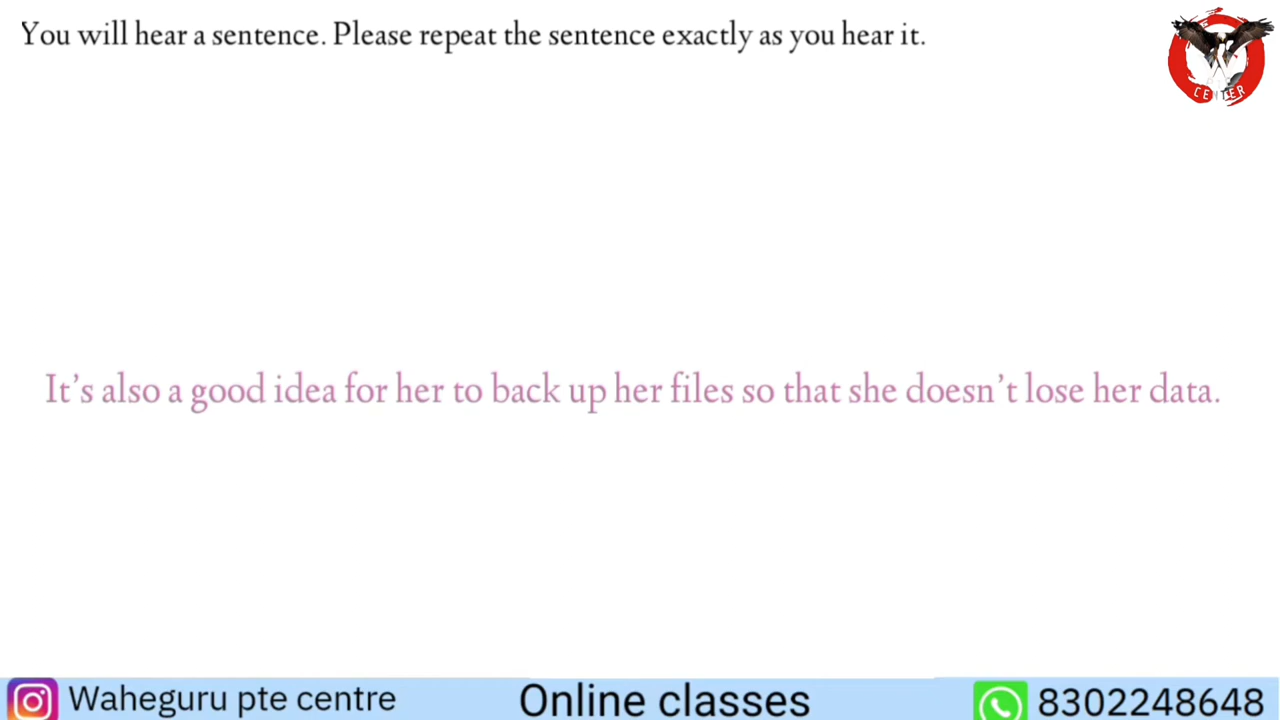 You will hear a sentence. Please repeat the sentence exactly as you hear it.
CENTER
It’s also a good idea for her to back up her files so that she doesn’t lose her data.
Waheguru pte centre
Online classes
8302248648